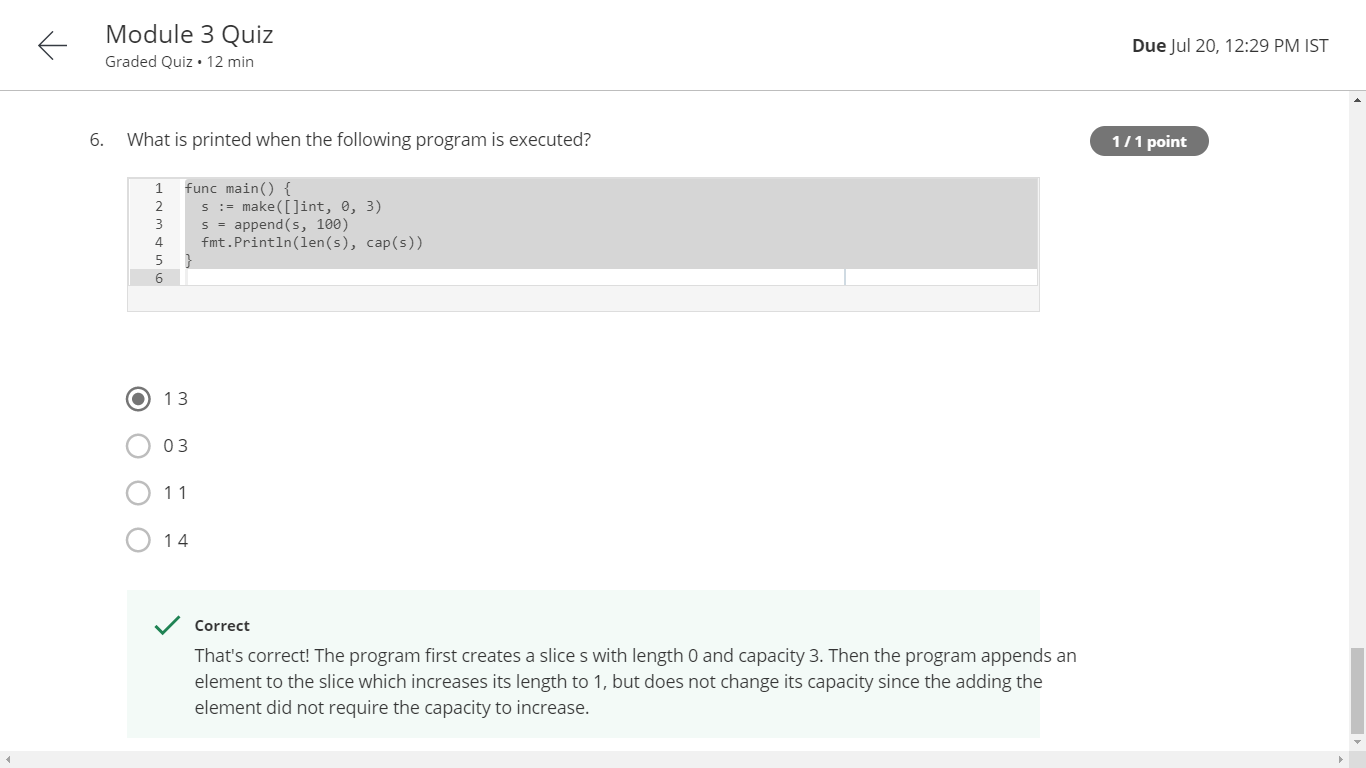 Module 3 Quiz
Graded Quiz • 12 min
Due Jul 20, 12:29 PM IST
6. What is printed when the following program is executed?
1 / 1 point
1 func main() {
2   s := make([]int, 0, 3)
3   s = append(s, 100)
4   fmt.Println(len(s), cap(s))
5 }
6
1 3
0 3
1 1
1 4
Correct
That's correct! The program first creates a slice s with length 0 and capacity 3. Then the program appends an
element to the slice which increases its length to 1, but does not change its capacity since the adding the
element did not require the capacity to increase.